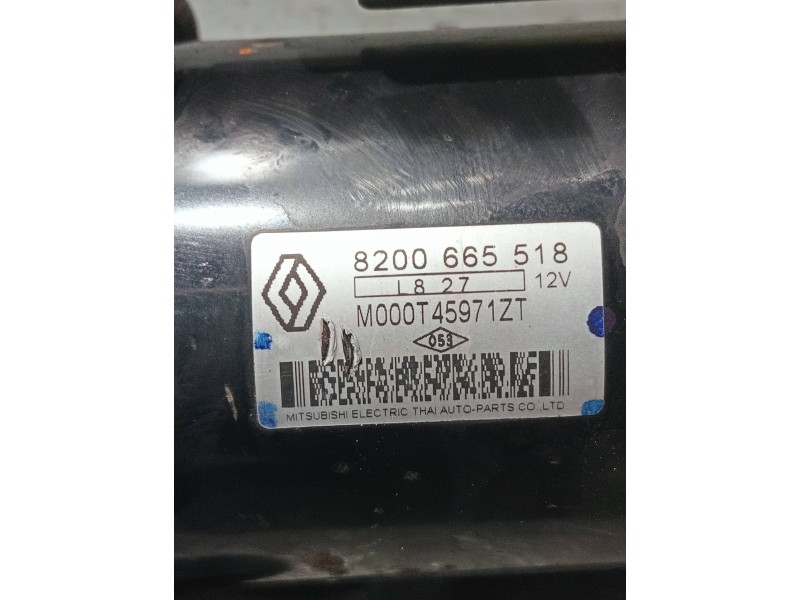 8200 665 518
L8 27 12V
M000T45971ZT
053
MITSUBISHI ELECTRIC THAI AUTO-PARTS CO.,LTD.